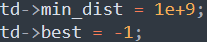 td->min_dist = 1e+9;
td->best = -1;